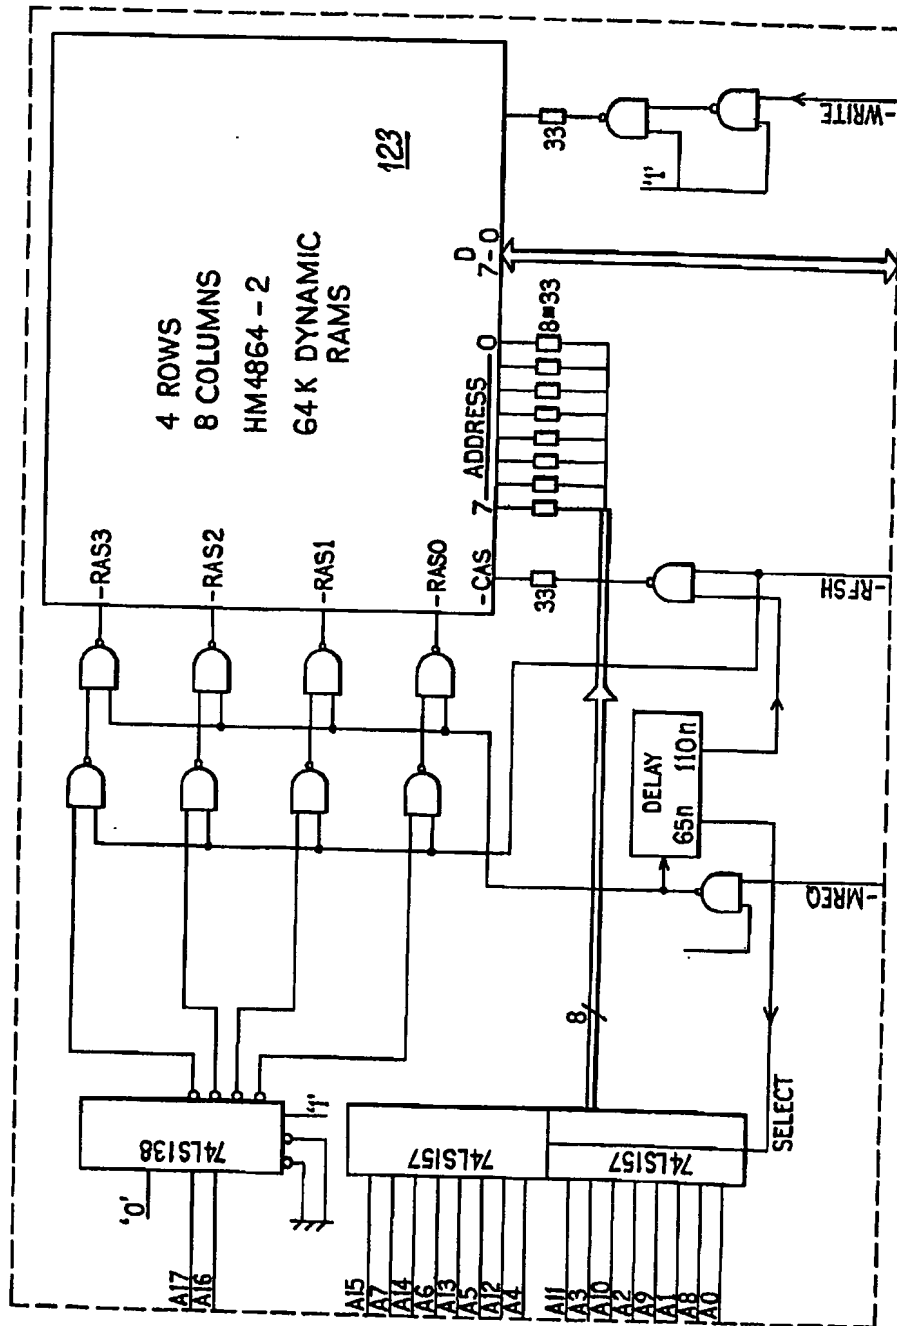 4 ROWS
8 COLUMNS
HM4864-2
64K DYNAMIC
RAMS
123
-RAS3
-RAS2
-RAS1
-RAS0
-CAS
7 ADDRESS 0
D
7-0
33
8*33
33
'1'
-WRITE
-RFSH
DELAY
65n 110n
-MREQ
8
SELECT
74LS138
'1'
'0'
A17
A16
74LS157
74LS157
A15
A7
A14
A6
A13
A5
A12
A4
A11
A3
A10
A2
A9
A1
A8
A0